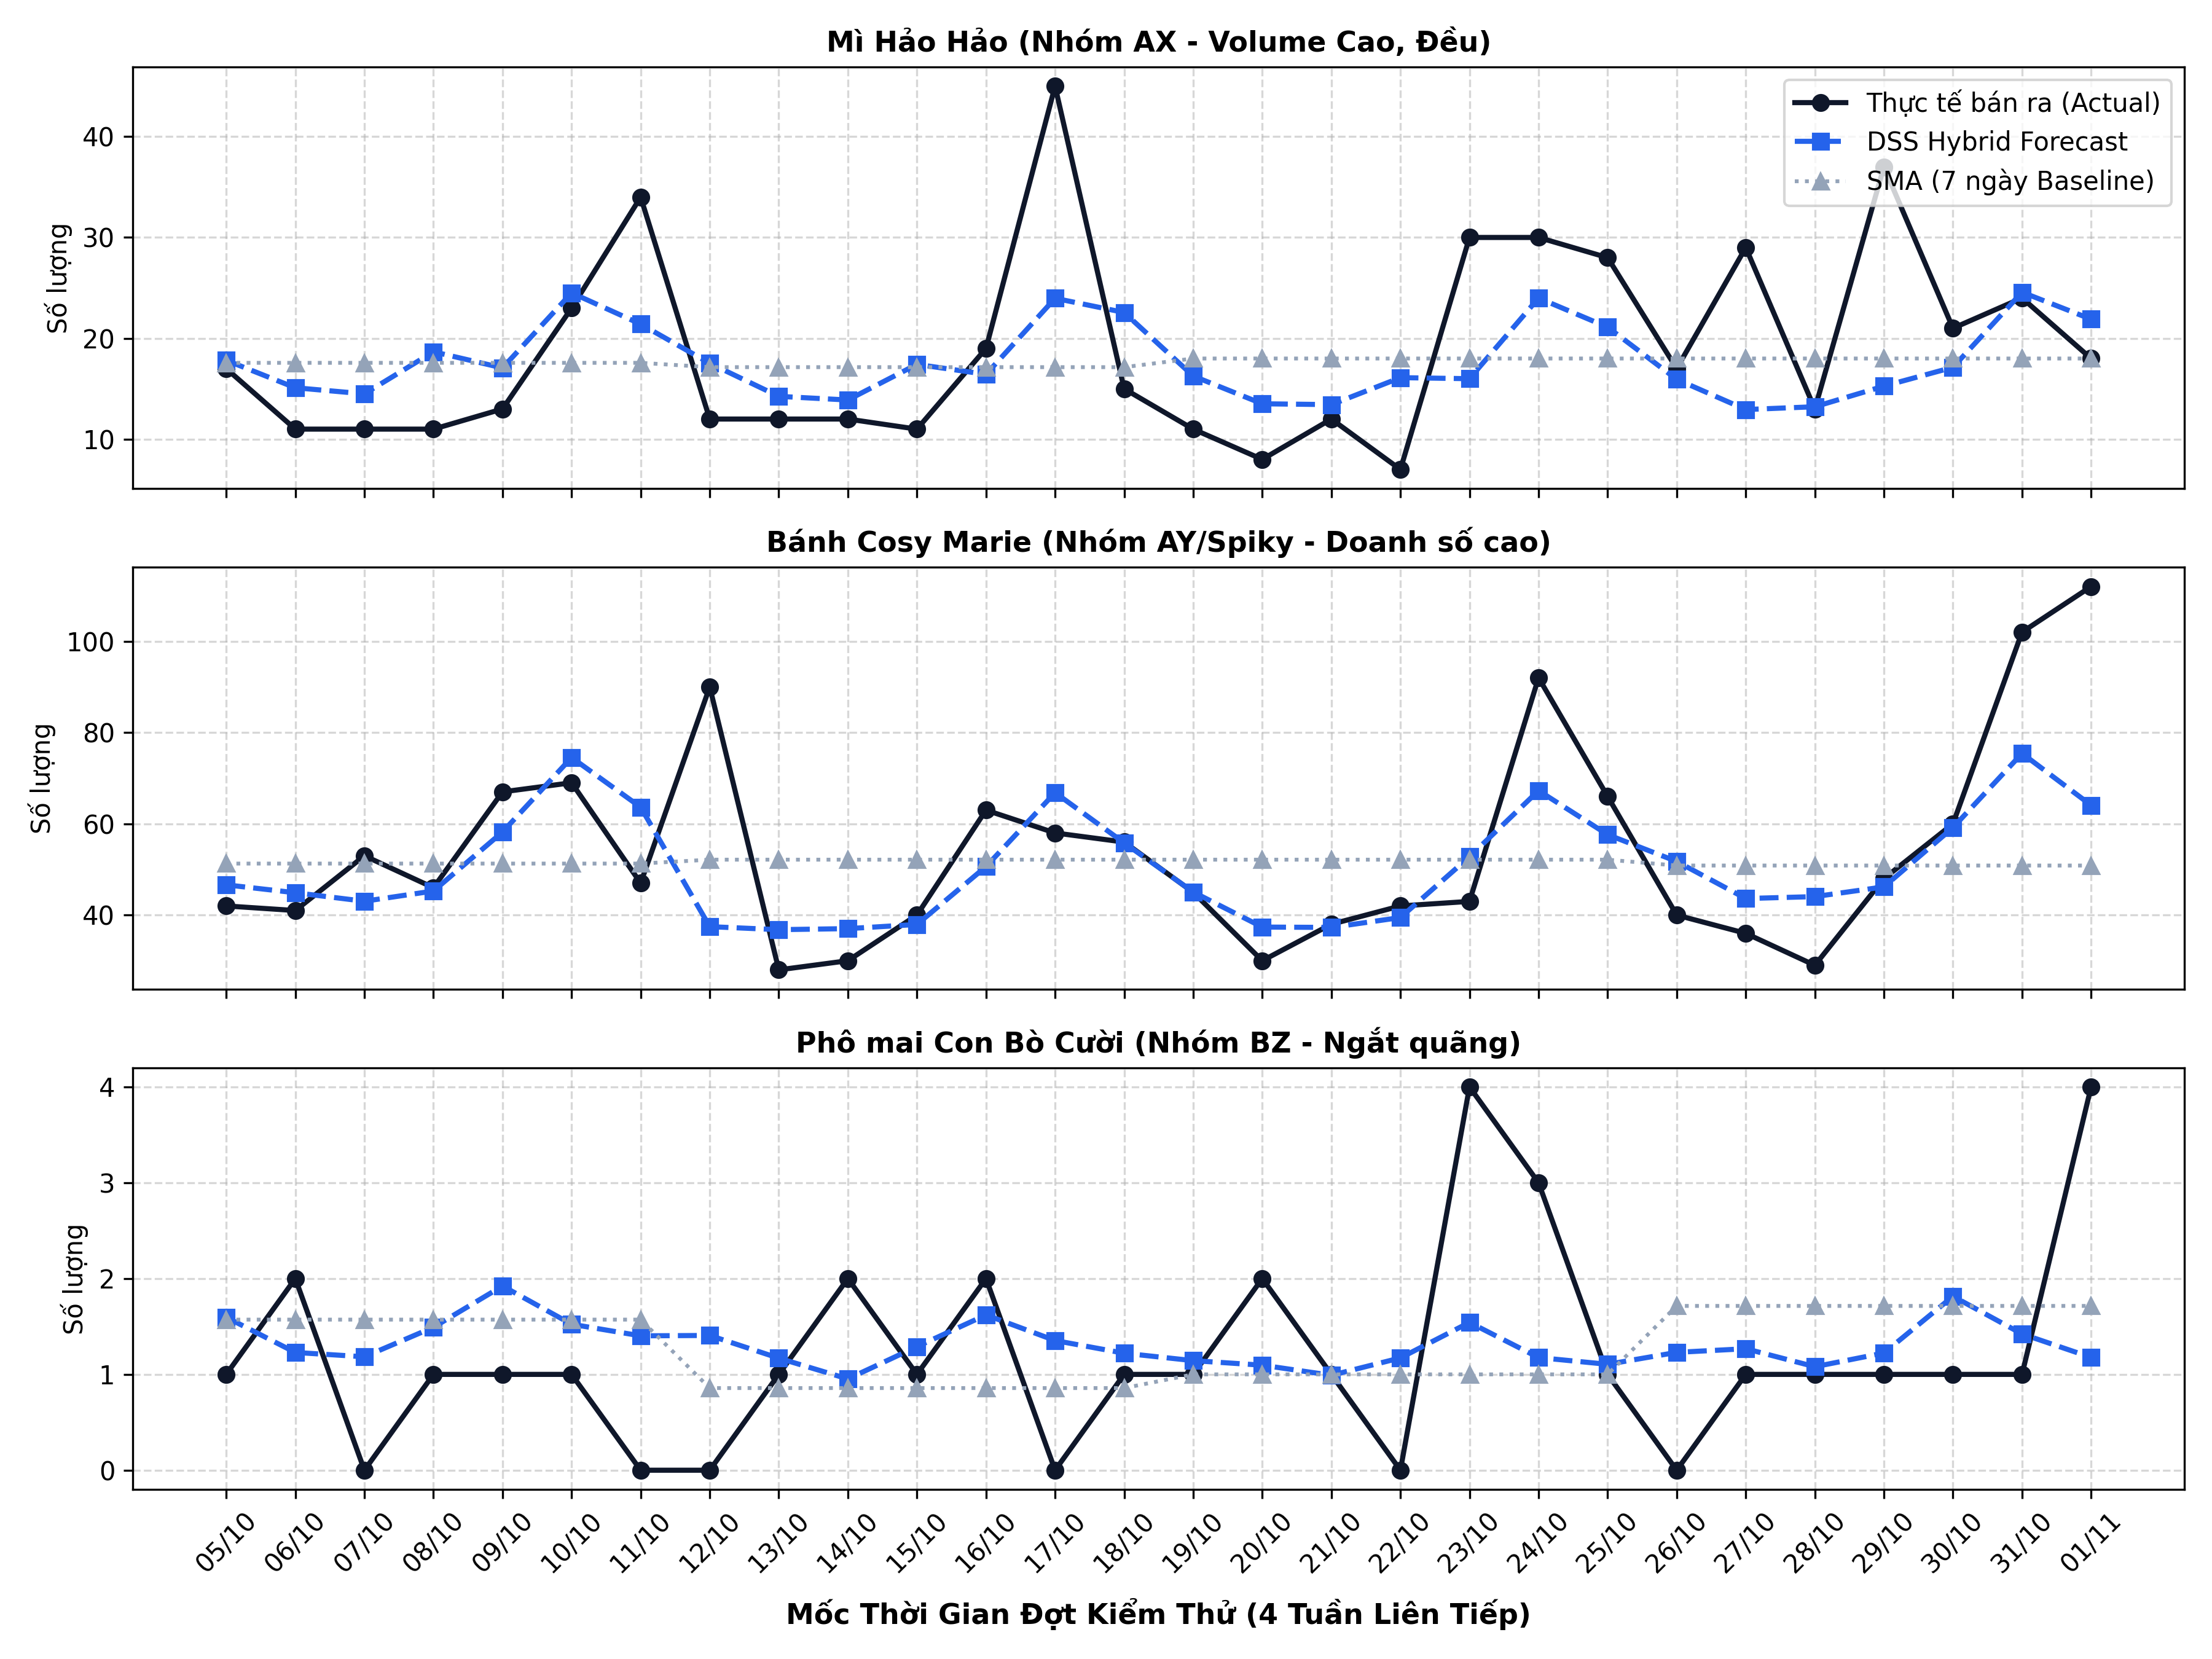 Mì Hảo Hảo (Nhóm AX - Volume Cao, Đều)
Thực tế bán ra (Actual)
DSS Hybrid Forecast
SMA (7 ngày Baseline)
Số lượng
40
30
20
10
Bánh Cosy Marie (Nhóm AY/Spiky - Doanh số cao)
Số lượng
100
80
60
40
Phô mai Con Bò Cười (Nhóm BZ - Ngắt quãng)
Số lượng
4
3
2
1
0
05/10 06/10 07/10 08/10 09/10 10/10 11/10 12/10 13/10 14/10 15/10 16/10 17/10 18/10 19/10 20/10 21/10 22/10 23/10 24/10 25/10 26/10 27/10 28/10 29/10 30/10 31/10 01/11
Mốc Thời Gian Đợt Kiểm Thử (4 Tuần Liên Tiếp)